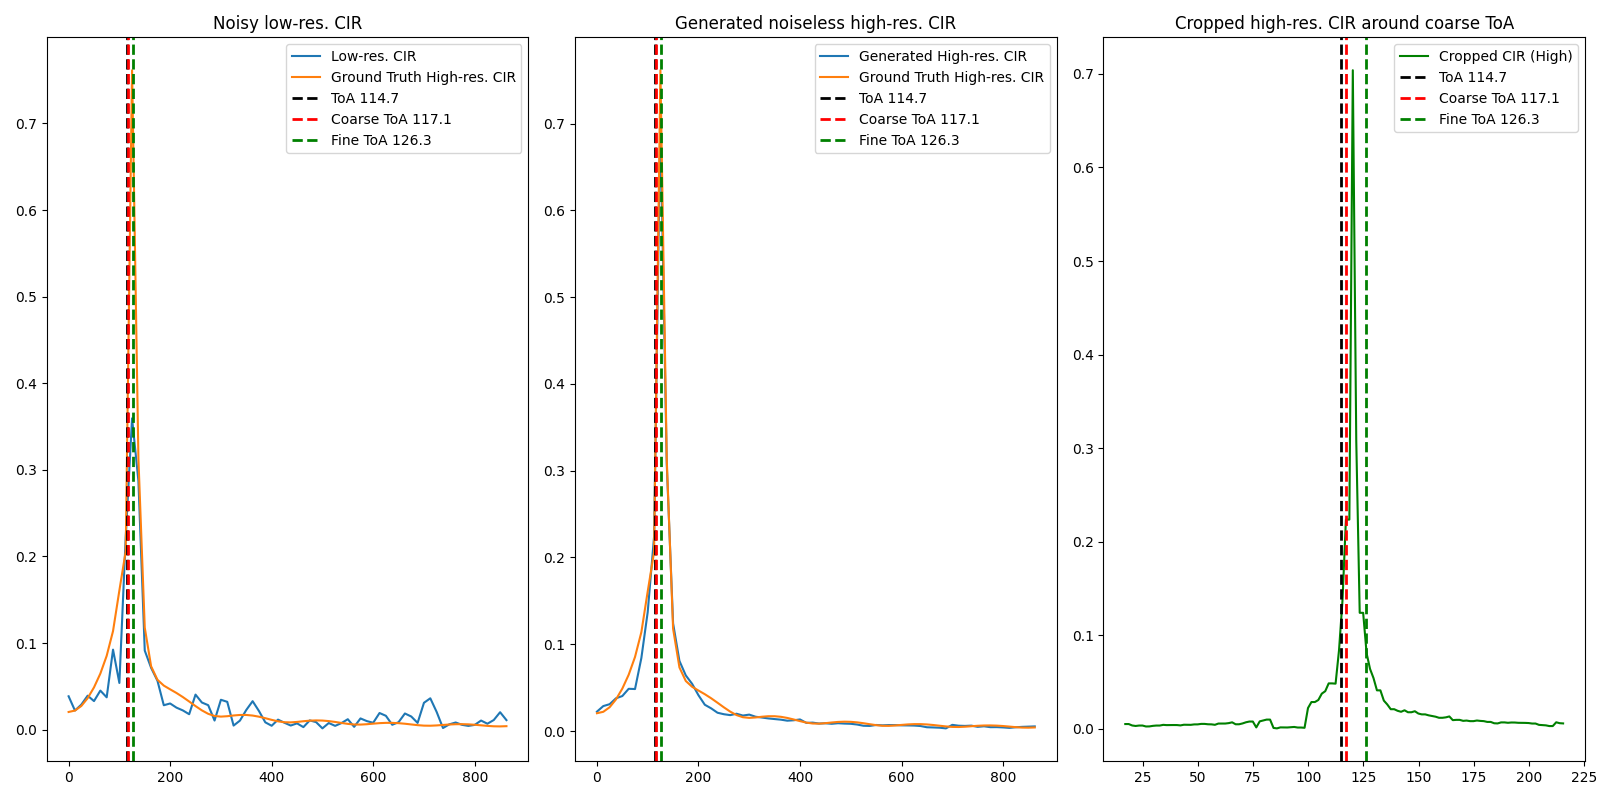 Noisy low-res. CIR
Low-res. CIR
Ground Truth High-res. CIR
ToA 114.7
Coarse ToA 117.1
Fine ToA 126.3
0.7
0.6
0.5
0.4
0.3
0.2
0.1
0.0
0 200 400 600 800
Generated noiseless high-res. CIR
Generated High-res. CIR
Ground Truth High-res. CIR
ToA 114.7
Coarse ToA 117.1
Fine ToA 126.3
0.7
0.6
0.5
0.4
0.3
0.2
0.1
0.0
0 200 400 600 800
Cropped high-res. CIR around coarse ToA
Cropped CIR (High)
ToA 114.7
Coarse ToA 117.1
Fine ToA 126.3
0.7
0.6
0.5
0.4
0.3
0.2
0.1
0.0
25 50 75 100 125 150 175 200 225